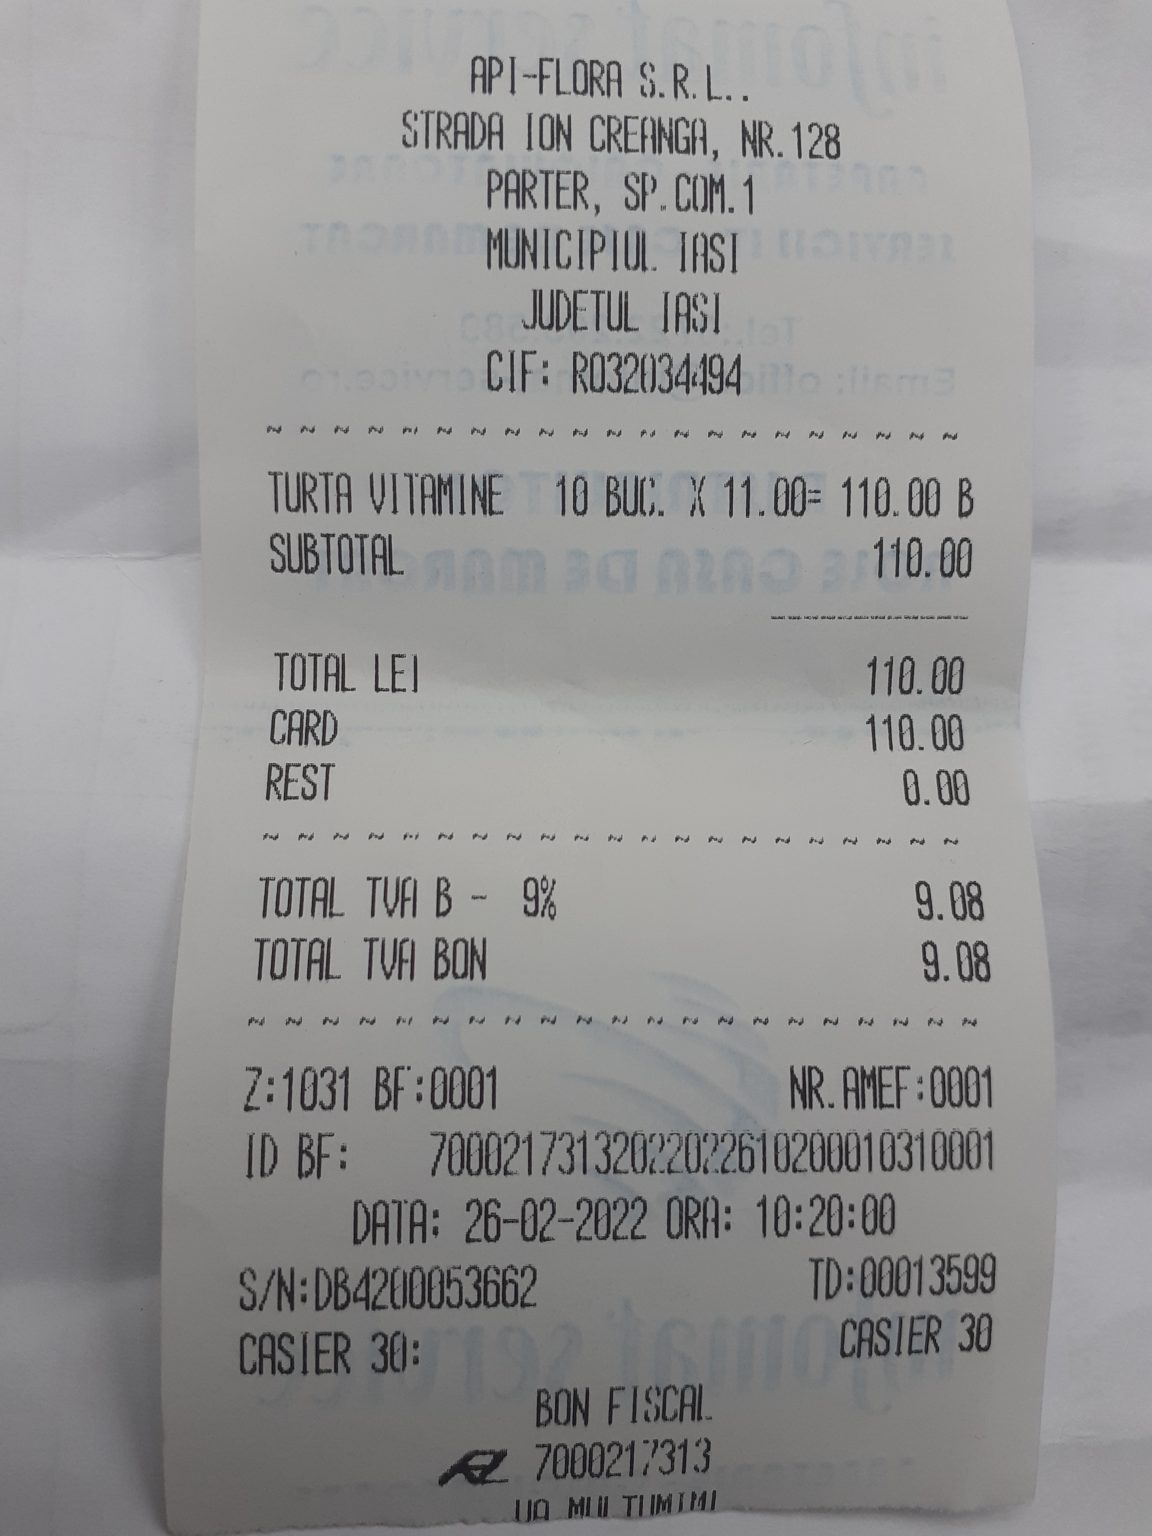 API-FLORA S.R.L..
STRADA ION CREANGA, NR.128
PARTER, SP.COM.1
MUNICIPIUL IASI
JUDETUL IASI
CIF: RO32034494
~ ~ ~ ~ ~ ~ ~ ~ ~ ~ ~ ~ ~ ~ ~ ~ ~ ~ ~ ~ ~
TURTA VITAMINE 10 BUC. X 11.00= 110.00 B
SUBTOTAL 110.00
TOTAL LEI 110.00
CARD 110.00
REST 0.00
~ ~ ~ ~ ~ ~ ~ ~ ~ ~ ~ ~ ~ ~ ~ ~ ~ ~ ~ ~ ~
TOTAL TVA B - 9% 9.08
TOTAL TVA BON 9.08
~ ~ ~ ~ ~ ~ ~ ~ ~ ~ ~ ~ ~ ~ ~ ~ ~ ~ ~ ~ ~
Z:1031 BF:0001 NR.AMEF:0001
ID BF: 70002173132022022610200010310001
DATA: 26-02-2022 ORA: 10:20:00
S/N:DB4200053662 TD:00013599
CASIER 30: CASIER 30
BON FISCAL
7000217313
VA MULTUMIM!